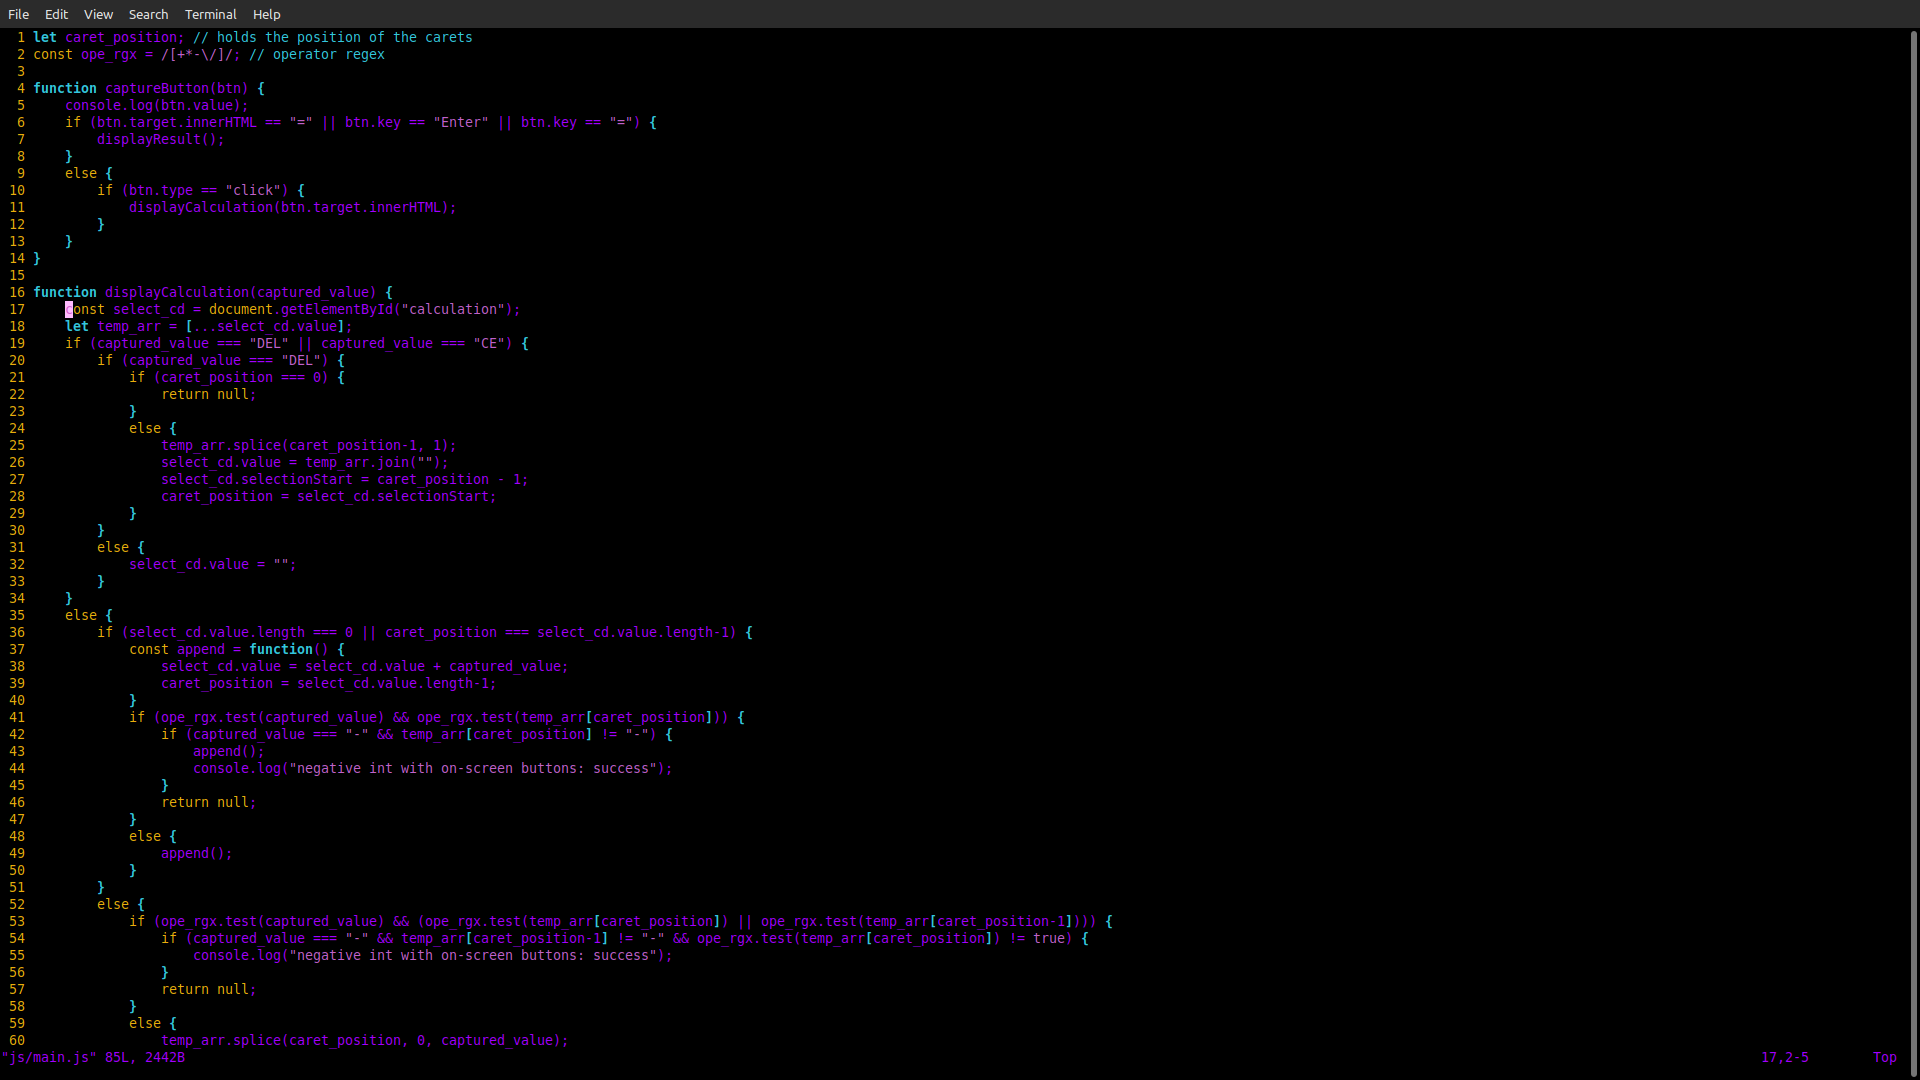 File Edit View Search Terminal Help
1 let caret_position; // holds the position of the carets
2 const ope_rgx = /[+*-\/]/; // operator regex
3
4 function captureButton(btn) {
5     console.log(btn.value);
6     if (btn.target.innerHTML == "=" || btn.key == "Enter" || btn.key == "=") {
7         displayResult();
8     }
9     else {
10         if (btn.type == "click") {
11             displayCalculation(btn.target.innerHTML);
12         }
13     }
14 }
15
16 function displayCalculation(captured_value) {
17     const select_cd = document.getElementById("calculation");
18     let temp_arr = [...select_cd.value];
19     if (captured_value === "DEL" || captured_value === "CE") {
20         if (captured_value === "DEL") {
21             if (caret_position === 0) {
22                 return null;
23             }
24             else {
25                 temp_arr.splice(caret_position-1, 1);
26                 select_cd.value = temp_arr.join("");
27                 select_cd.selectionStart = caret_position - 1;
28                 caret_position = select_cd.selectionStart;
29             }
30         }
31         else {
32             select_cd.value = "";
33         }
34     }
35     else {
36         if (select_cd.value.length === 0 || caret_position === select_cd.value.length-1) {
37             const append = function() {
38                 select_cd.value = select_cd.value + captured_value;
39                 caret_position = select_cd.value.length-1;
40             }
41             if (ope_rgx.test(captured_value) && ope_rgx.test(temp_arr[caret_position])) {
42                 if (captured_value === "-" && temp_arr[caret_position] != "-") {
43                     append();
44                     console.log("negative int with on-screen buttons: success");
45                 }
46                 return null;
47             }
48             else {
49                 append();
50             }
51         }
52         else {
53             if (ope_rgx.test(captured_value) && (ope_rgx.test(temp_arr[caret_position]) || ope_rgx.test(temp_arr[caret_position-1]))) {
54                 if (captured_value === "-" && temp_arr[caret_position-1] != "-" && ope_rgx.test(temp_arr[caret_position]) != true) {
55                     console.log("negative int with on-screen buttons: success");
56                 }
57                 return null;
58             }
59             else {
60                 temp_arr.splice(caret_position, 0, captured_value);
"js/main.js" 85L, 2442B 17,2-5 Top